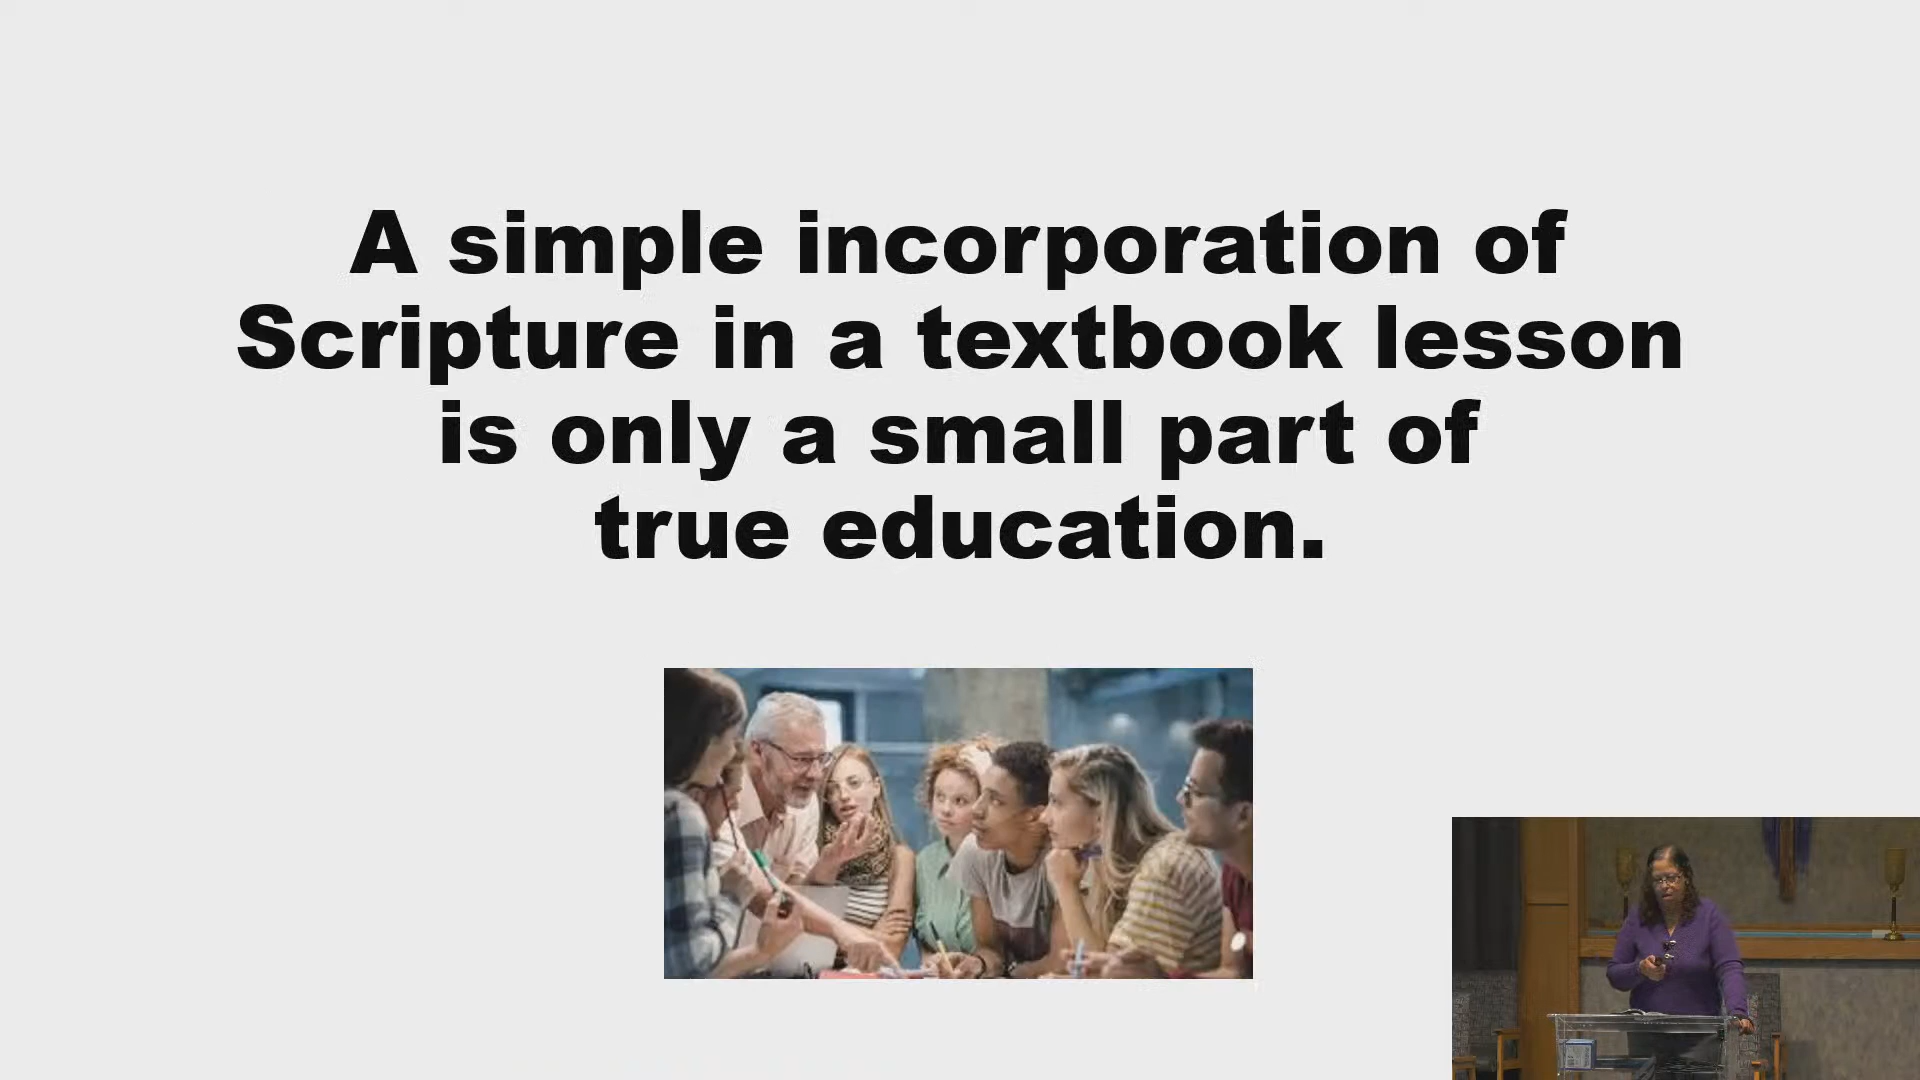 A simple incorporation of
Scripture in a textbook lesson
is only a small part of
true education.